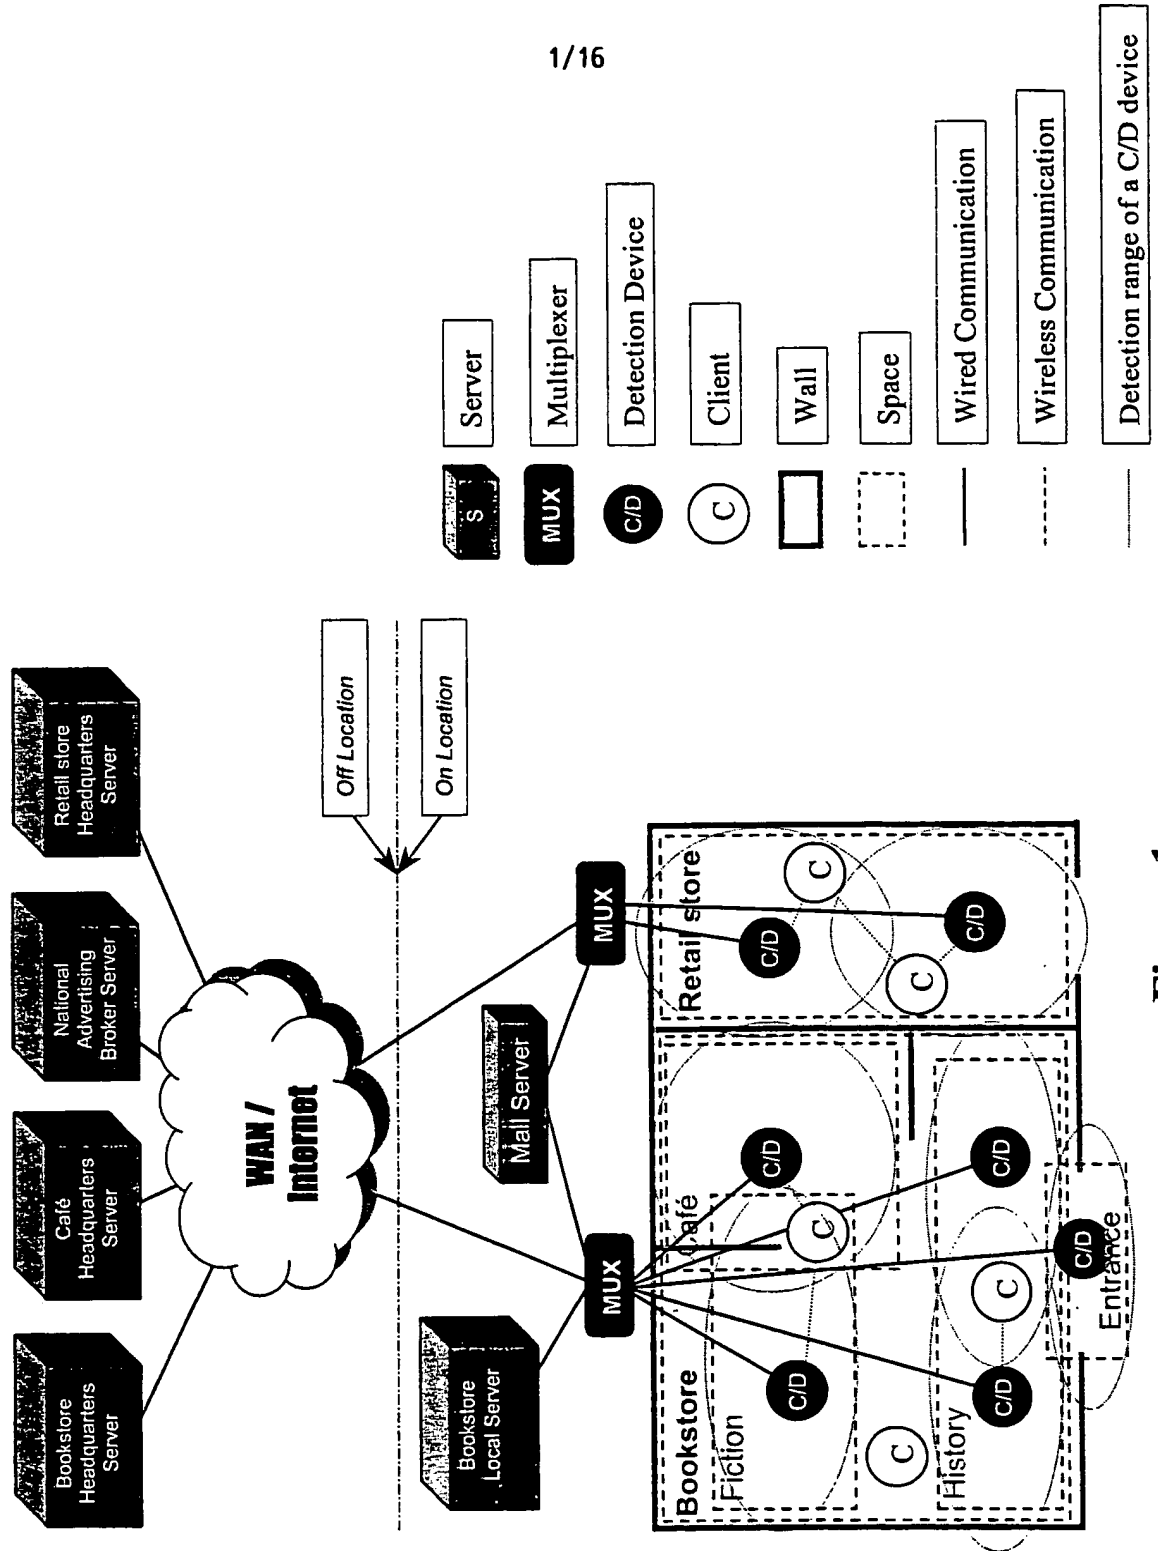 1/16
Bookstore
Headquarters
Server
Café
Headquarters
Server
National
Advertising
Broker Server
Retail store
Headquarters
Server
WAN /
Internet
Off Location
On Location
Bookstore
Local Server
Mall Server
MUX
MUX
Bookstore
Fiction
Café
Retail store
C/D
C/D
C/D
C
C
C
C/D
C
History
C/D
C
C/D
C/D
Entrance
S
Server
MUX
Multiplexer
C/D
Detection Device
C
Client
Wall
Space
Wired Communication
Wireless Communication
Detection range of a C/D device